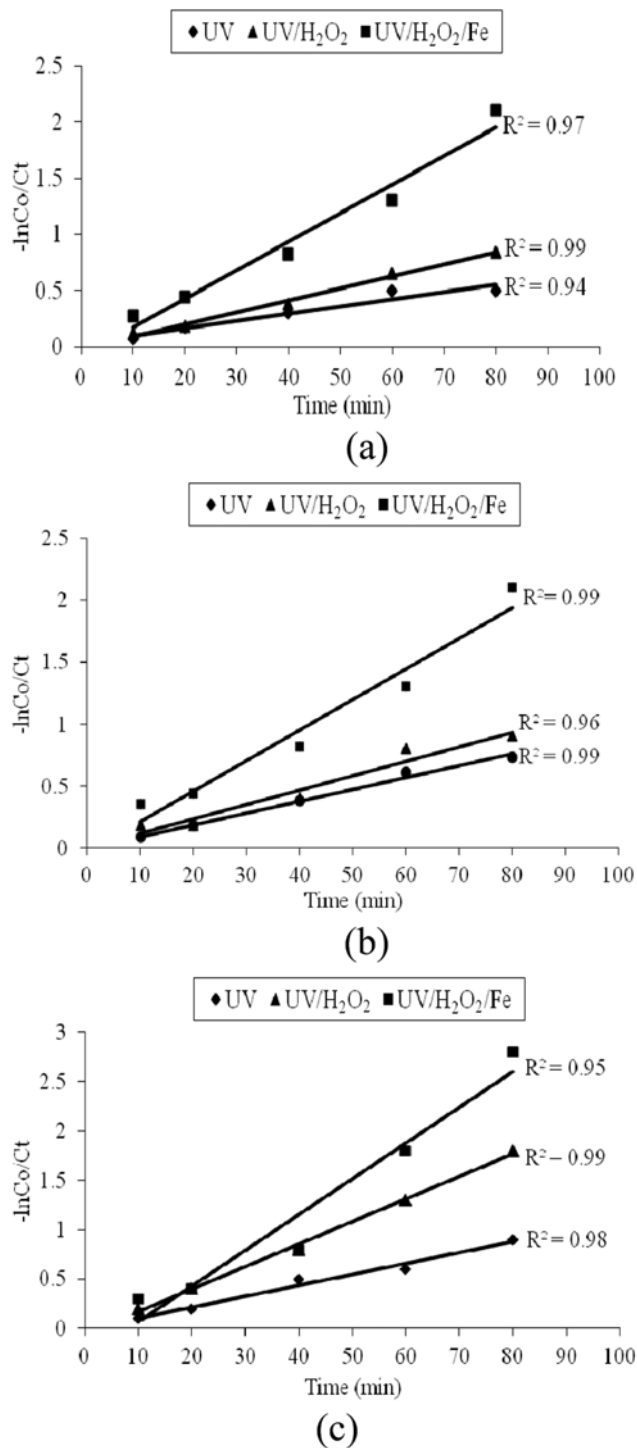 ◆ UV ▲ UV/H₂O₂ ■ UV/H₂O₂/Fe
2.5
2
1.5
1
0.5
0
-lnCo/Ct
R² = 0.97
R² = 0.99
R² = 0.94
0 10 20 30 40 50 60 70 80 90 100
Time (min)
(a)
◆ UV ▲ UV/H₂O₂ ■ UV/H₂O₂/Fe
2.5
2
1.5
1
0.5
0
-lnCo/Ct
R² = 0.99
R² = 0.96
R² = 0.99
0 10 20 30 40 50 60 70 80 90 100
Time (min)
(b)
◆ UV ▲ UV/H₂O₂ ■ UV/H₂O₂/Fe
3
2.5
2
1.5
1
0.5
0
-lnCo/Ct
R² = 0.95
R² – 0.99
R² = 0.98
0 10 20 30 40 50 60 70 80 90 100
Time (min)
(c)